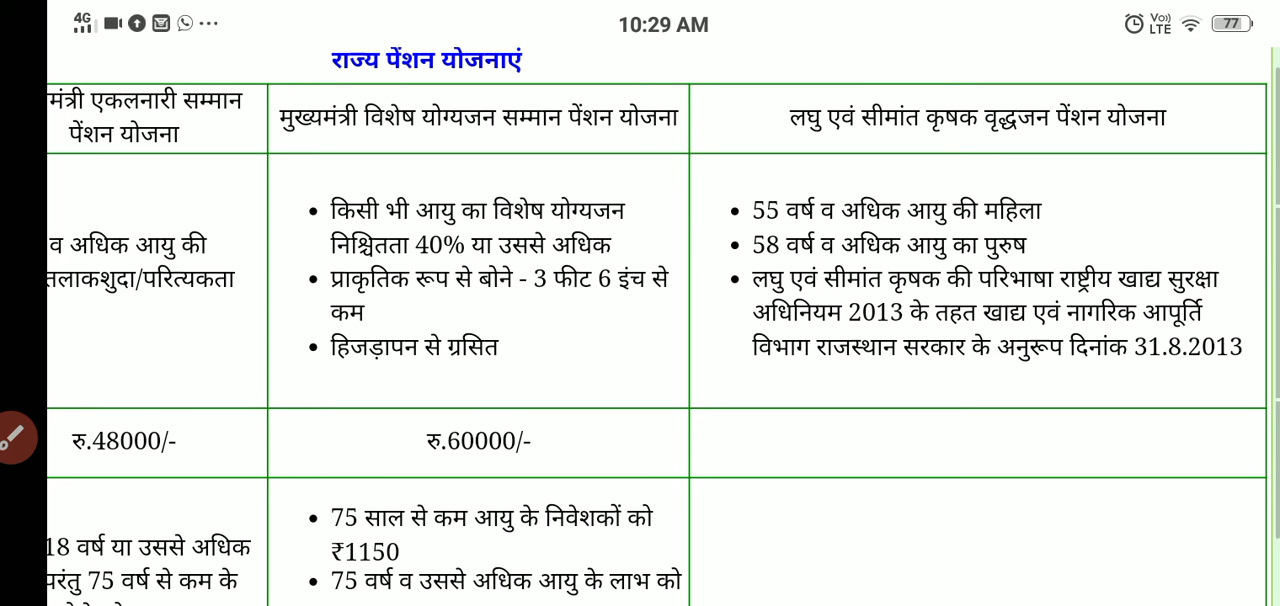 4G
10:29 AM
Vo))
LTE
77
राज्य पेंशन योजनाएं
मंत्री एकलनारी सम्मान
पेंशन योजना
मुख्यमंत्री विशेष योग्यजन सम्मान पेंशन योजना
लघु एवं सीमांत कृषक वृद्धजन पेंशन योजना
व अधिक आयु की
तलाकशुदा/परित्यकता
• किसी भी आयु का विशेष योग्यजन
निश्चितता 40% या उससे अधिक
• प्राकृतिक रूप से बोने - 3 फीट 6 इंच से
कम
• हिजड़ापन से ग्रसित
• 55 वर्ष व अधिक आयु की महिला
• 58 वर्ष व अधिक आयु का पुरुष
• लघु एवं सीमांत कृषक की परिभाषा राष्ट्रीय खाद्य सुरक्षा
अधिनियम 2013 के तहत खाद्य एवं नागरिक आपूर्ति
विभाग राजस्थान सरकार के अनुरूप दिनांक 31.8.2013
रु.48000/-
रु.60000/-
18 वर्ष या उससे अधिक
परंतु 75 वर्ष से कम के
• 75 साल से कम आयु के निवेशकों को
₹1150
• 75 वर्ष व उससे अधिक आयु के लाभ को